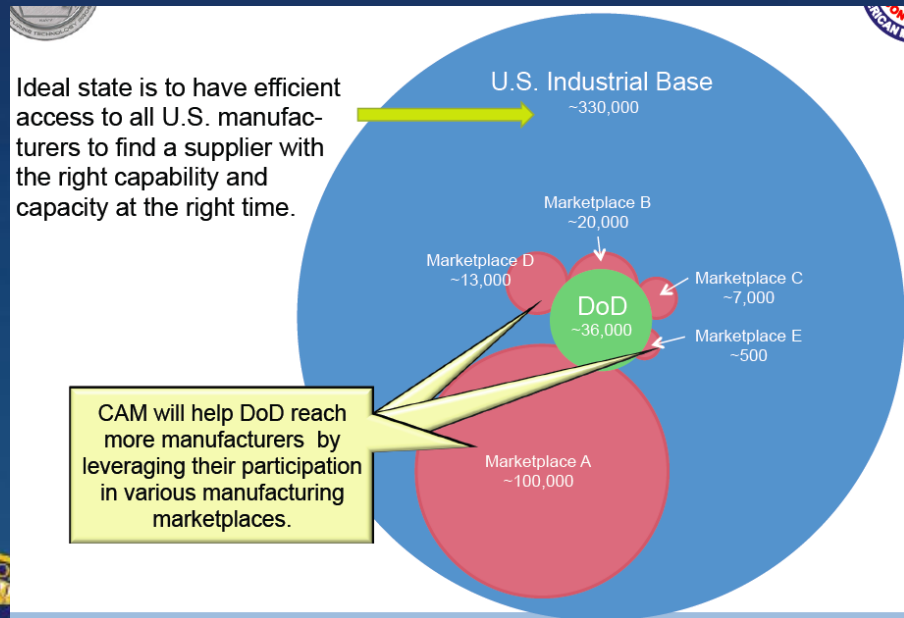 Ideal state is to have efficient
access to all U.S. manufac-
turers to find a supplier with
the right capability and
capacity at the right time.
U.S. Industrial Base
~330,000
Marketplace B
~20,000
Marketplace D
~13,000
Marketplace C
~7,000
DoD
~36,000
Marketplace E
~500
CAM will help DoD reach
more manufacturers by
leveraging their participation
in various manufacturing
marketplaces.
Marketplace A
~100,000